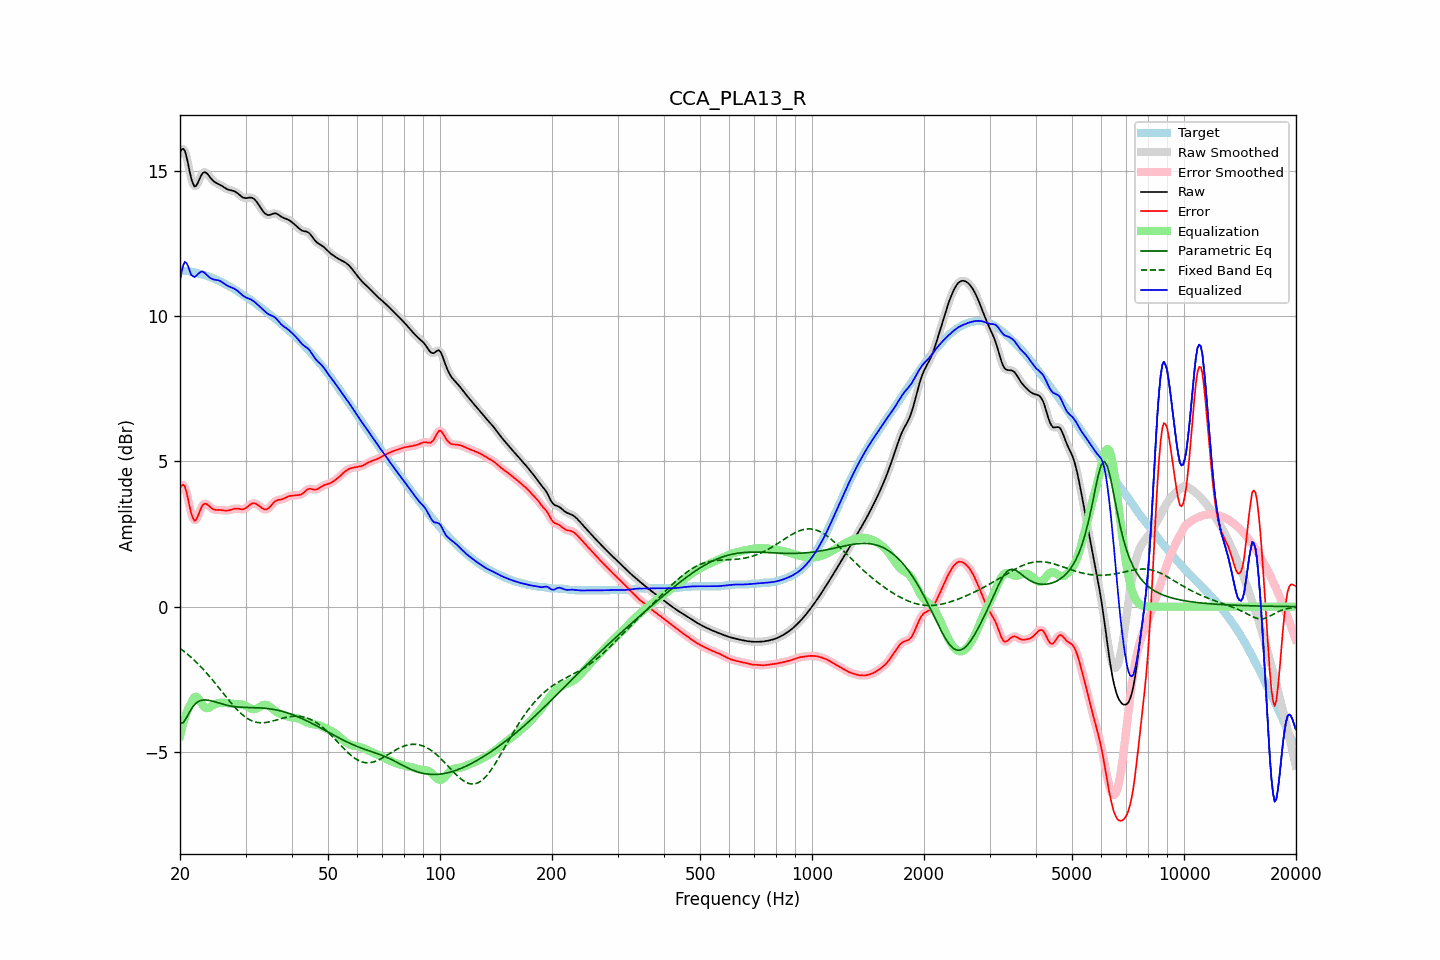 CCA_PLA13_R
Amplitude (dBr)
15
10
5
0
−5
Target
Raw Smoothed
Error Smoothed
Raw
Error
Equalization
Parametric Eq
Fixed Band Eq
Equalized
20 50 100 200 500 1000 2000 5000 10000 20000
Frequency (Hz)